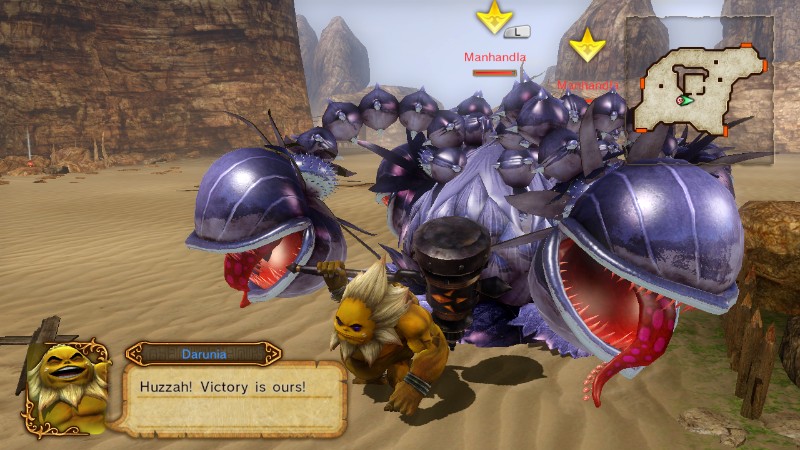 L
Manhandla
Manhandla
Darunia
Huzzah! Victory is ours!